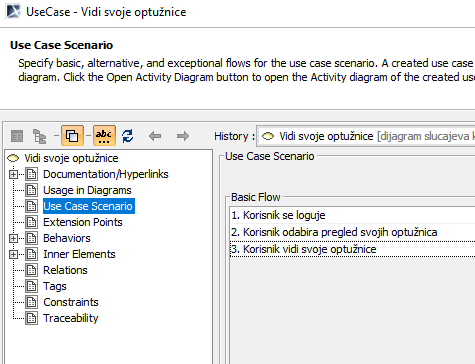 UseCase - Vidi svoje optužnice
Use Case Scenario
Specify basic, alternative, and exceptional flows for the use case scenario. A created use case
diagram. Click the Open Activity Diagram button to open the Activity diagram of the created us
abc...
History :
Vidi svoje optužnice [dijagram slucajeva k
Vidi svoje optužnice
Documentation/Hyperlinks
Usage in Diagrams
Use Case Scenario
Extension Points
Behaviors
Inner Elements
Relations
Tags
Constraints
Traceability
Use Case Scenario
Basic Flow
1. Korisnik se loguje
2. Korisnik odabira pregled svojih optužnica
3. Korisnik vidi svoje optužnice